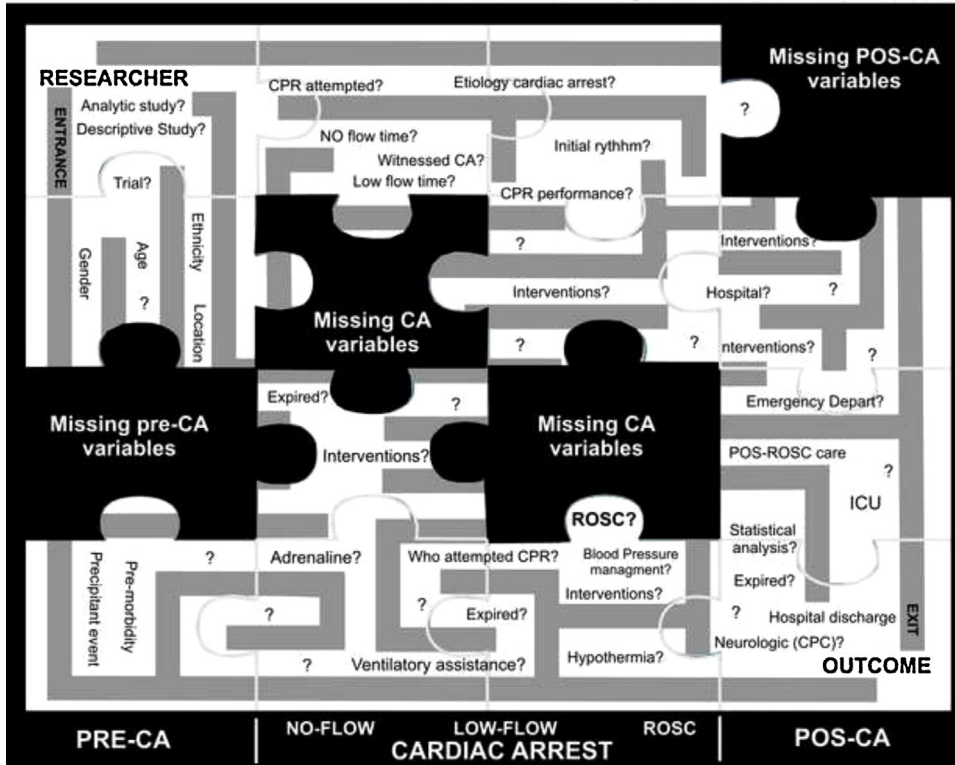 RESEARCHER
ENTRANCE
Analytic study?
Descriptive Study?
Trial?
Gender
Age
?
Ethnicity
Location
CPR attempted?
Etiology cardiac arrest?
NO flow time?
Witnessed CA?
Low flow time?
Initial rythhm?
CPR performance?
Missing POS-CA
variables
?
Missing CA
variables
?
Interventions?
?
?
Interventions?
Hospital?
?
nterventions?
?
Missing pre-CA
variables
Expired?
?
Interventions?
Missing CA
variables
ROSC?
Emergency Depart?
POS-ROSC care
?
ICU
Statistical
analysis?
Expired?
?
Hospital discharge
Neurologic (CPC)?
EXIT
OUTCOME
Precipitant event
Pre-morbidity
?
?
?
Adrenaline?
Who attempted CPR?
?
Expired?
Ventilatory assistance?
Blood Pressure
managment?
Interventions?
Hypothermia?
PRE-CA
NO-FLOW
LOW-FLOW
ROSC
CARDIAC ARREST
POS-CA